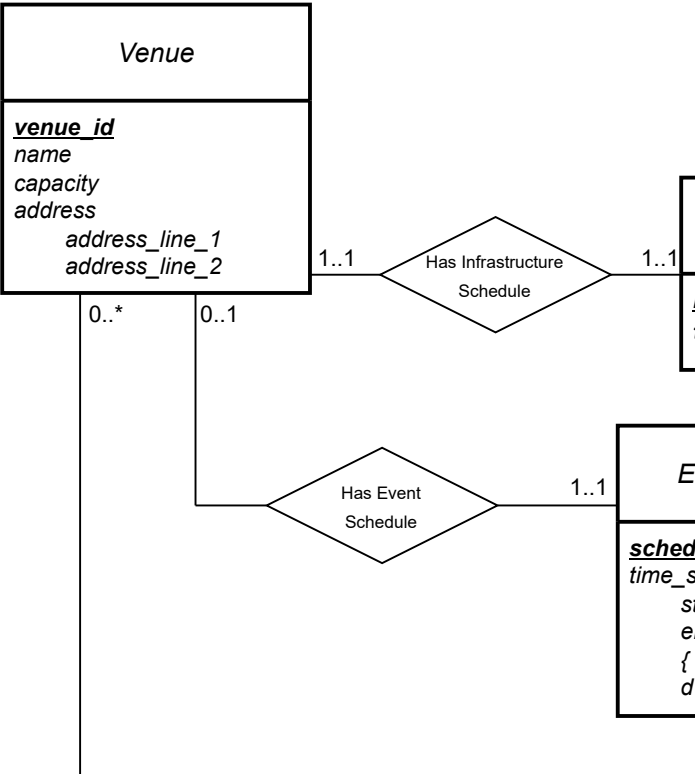 Venue
venue_id
name
capacity
address
address_line_1
address_line_2
1..1
Has Infrastructure
Schedule
1..1
0..*
0..1
Has Event
Schedule
1..1
{